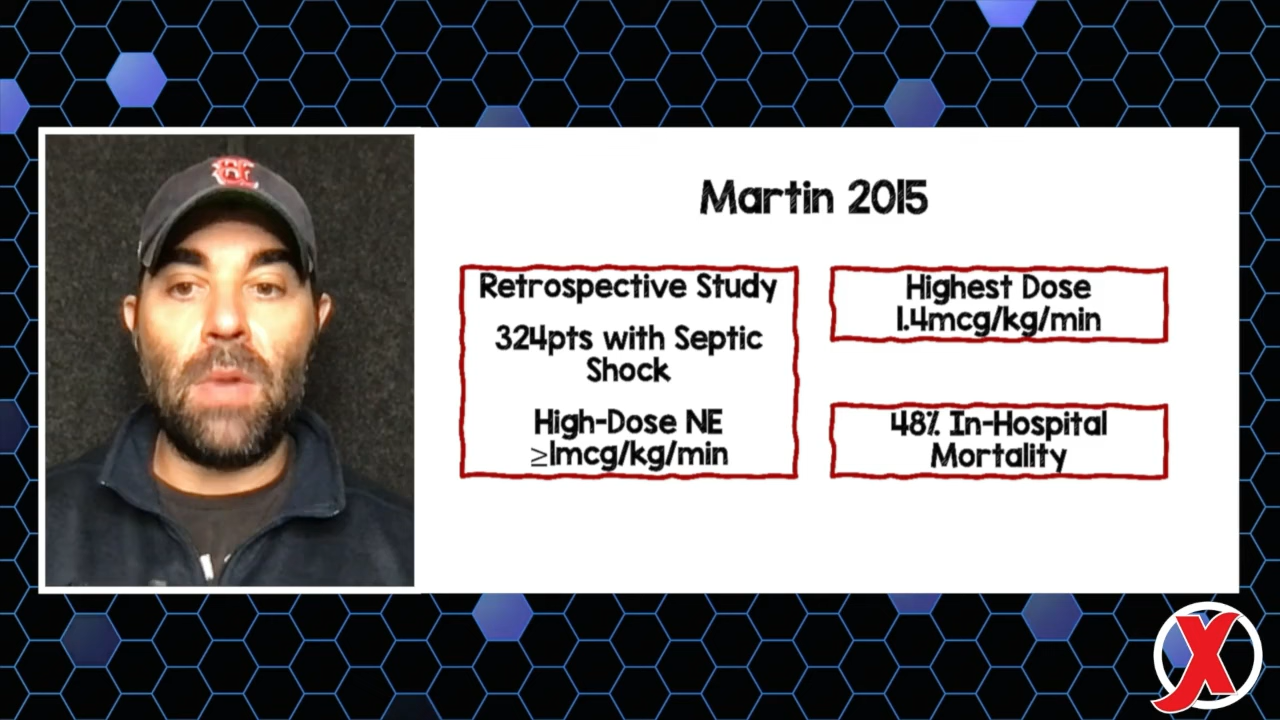 Martin 2015
Retrospective Study
324pts with Septic
Shock
High-Dose NE
≥1mcg/kg/min
Highest Dose
1.4mcg/kg/min
48% In-Hospital
Mortality